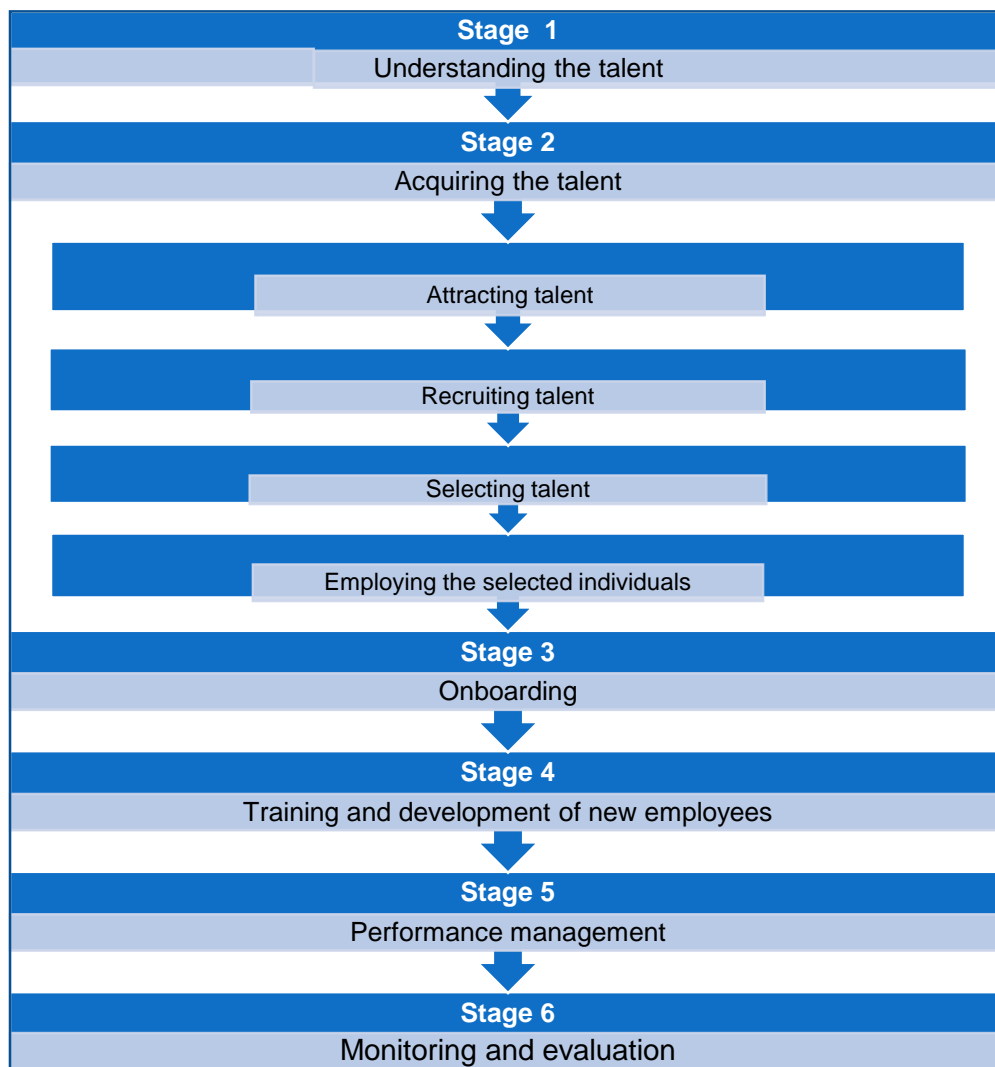 Stage 1
Understanding the talent
Stage 2
Acquiring the talent
Attracting talent
Recruiting talent
Selecting talent
Employing the selected individuals
Stage 3
Onboarding
Stage 4
Training and development of new employees
Stage 5
Performance management
Stage 6
Monitoring and evaluation